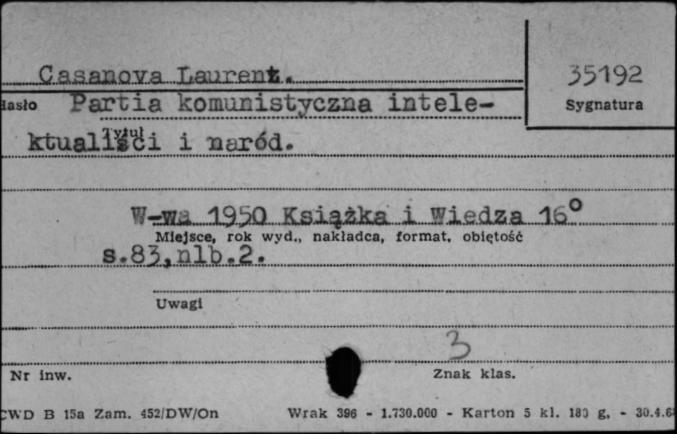 Casanova Laurent.
35192
Hasło Partia komunistyczna intele-
Sygnatura
Tytuł
ktualiści i naród.
W-wa 1950 Książka i Wiedza 16°
Miejsce, rok wyd., nakładca, format, objętość
s.83,nlb.2.
Uwagi
3
Nr inw.
Znak klas.
CWD B 15a Zam. 452/DW/On Wrak 396 - 1.730.000 - Karton 5 kl. 180 g. - 30.4.6